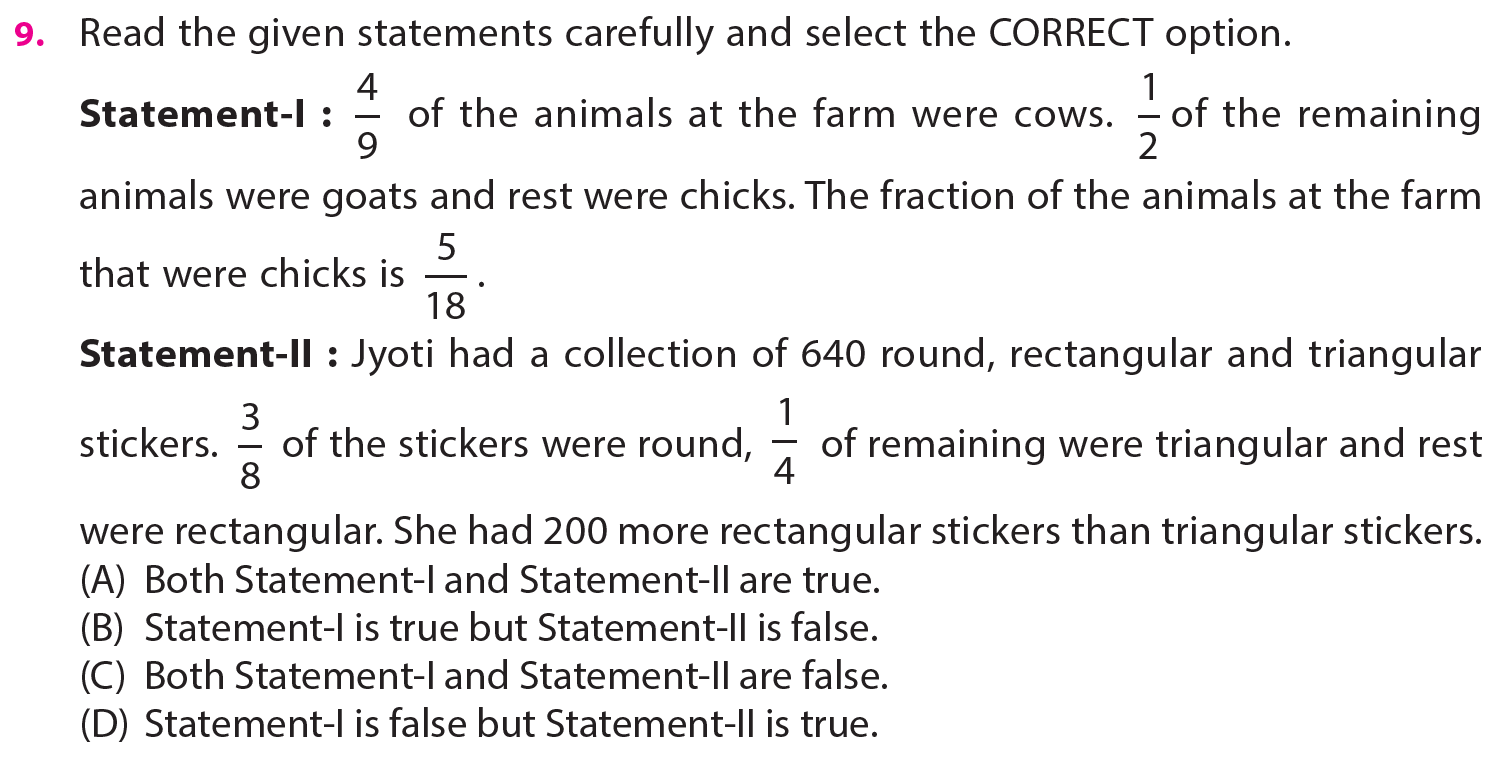 9. Read the given statements carefully and select the CORRECT option.
Statement-I : 4/9 of the animals at the farm were cows. 1/2 of the remaining
animals were goats and rest were chicks. The fraction of the animals at the farm
that were chicks is 5/18 .
Statement-II : Jyoti had a collection of 640 round, rectangular and triangular
stickers. 3/8 of the stickers were round, 1/4 of remaining were triangular and rest
were rectangular. She had 200 more rectangular stickers than triangular stickers.
(A) Both Statement-I and Statement-II are true.
(B) Statement-I is true but Statement-II is false.
(C) Both Statement-I and Statement-II are false.
(D) Statement-I is false but Statement-II is true.